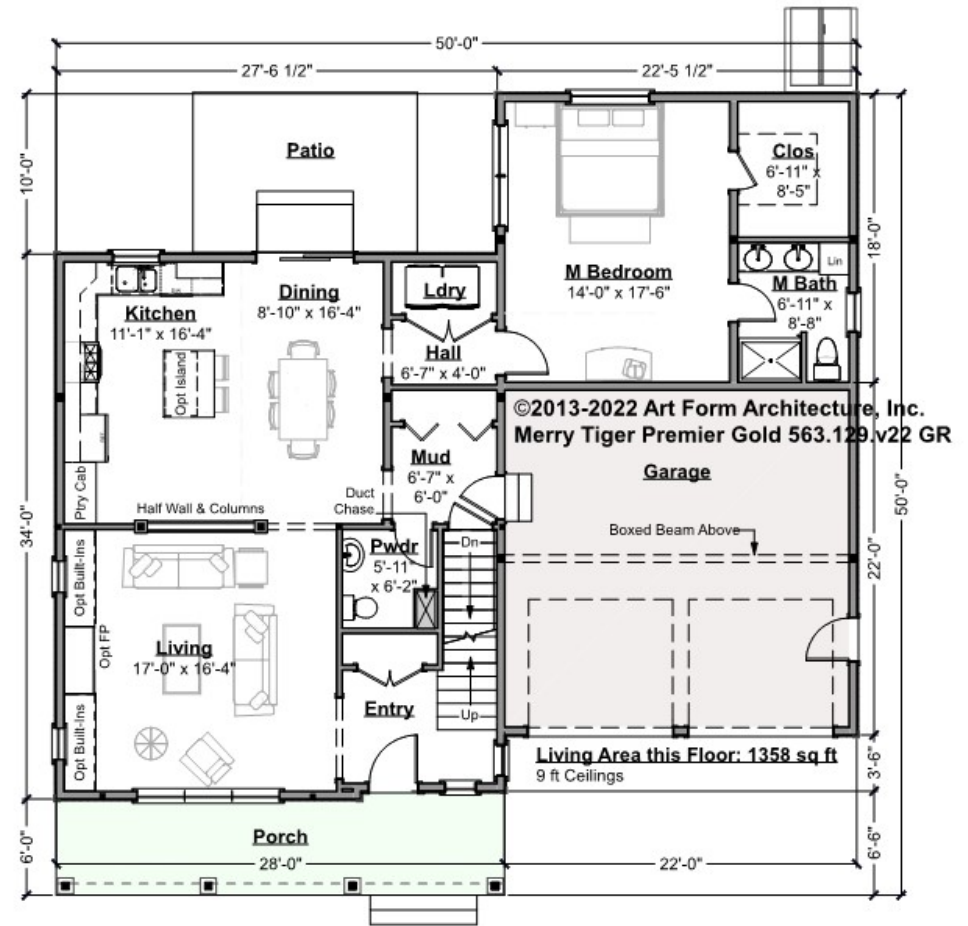 50'-0"
27'-6 1/2"
22'-5 1/2"
10'-0"
Patio
Clos
6'-11" x
8'-5"
18'-0"
M Bedroom
14'-0" x 17'-6"
Lin
M Bath
6'-11" x
8'-8"
Kitchen
11'-1" x 16'-4"
Dining
8'-10" x 16'-4"
Ldry
Hall
6'-7" x 4'-0"
Opt Island
©2013-2022 Art Form Architecture, Inc.
Merry Tiger Premier Gold 563.129.v22 GR
Mud
6'-7" x
6'-0"
Garage
50'-0"
Ptry Cab
Half Wall & Columns
Duct
Chase
34'-0"
Boxed Beam Above
22'-0"
Pwdr
5'-11"
x 6'-2"
Dn
Opt Built-Ins
Opt FP
Living
17'-0" x 16'-4"
Entry
Up
Opt Built-Ins
Living Area this Floor: 1358 sq ft
9 ft Ceilings
3'-6"
Porch
6'-0"
28'-0"
22'-0"
6'-6"